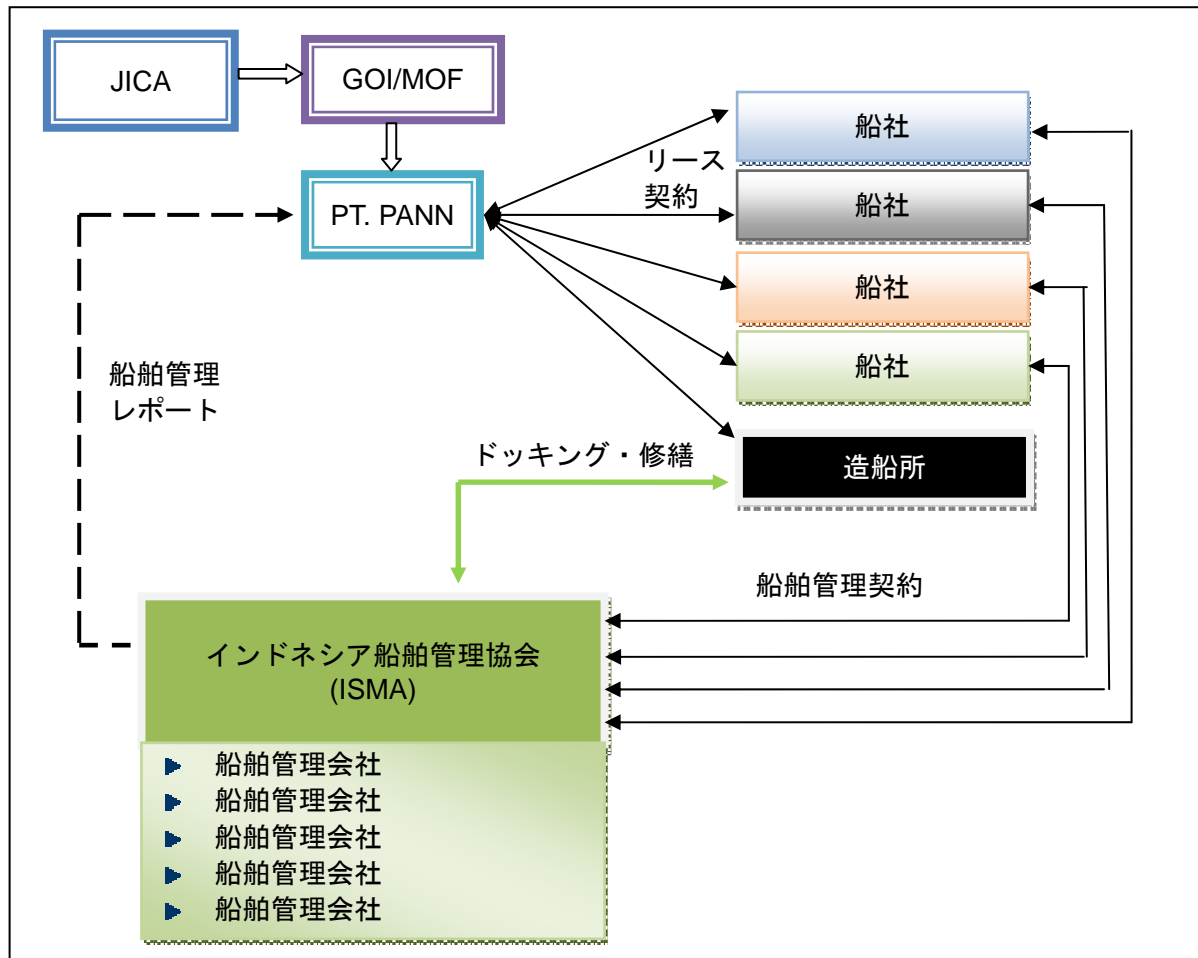 JICA
GOI/MOF
船社
リース
契約
PT. PANN
船社
船社
船社
船舶管理
レポート
ドッキング・修繕
造船所
船舶管理契約
インドネシア船舶管理協会
(ISMA)
船舶管理会社
船舶管理会社
船舶管理会社
船舶管理会社
船舶管理会社